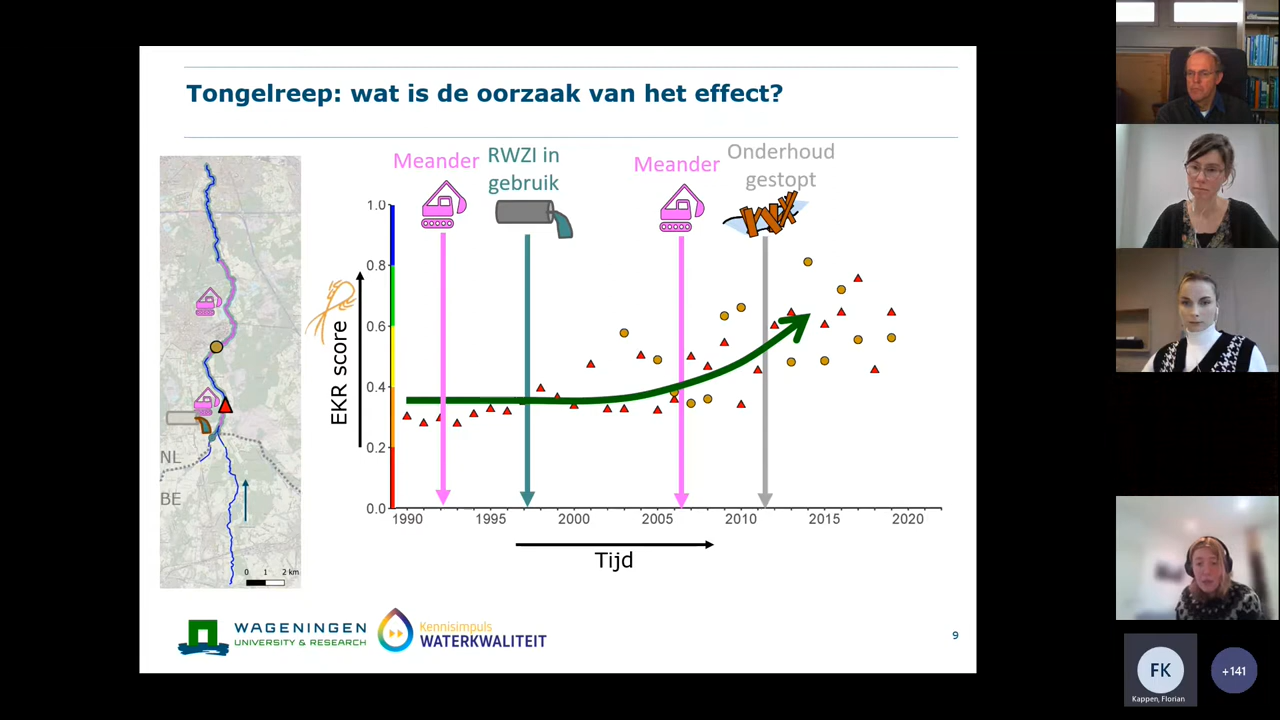 Tongelreep: wat is de oorzaak van het effect?
Meander
RWZI in
gebruik
Meander
Onderhoud
gestopt
1.0
0.8
0.6
0.4
0.2
0.0
EKR score
1990
1995
2000
2005
2010
2015
2020
Tijd
NL
BE
0 1 2 km
WAGENINGEN
UNIVERSITY & RESEARCH
Kennisimpuls
WATERKWALITEIT
9
FK
Kappen, Florian
+141